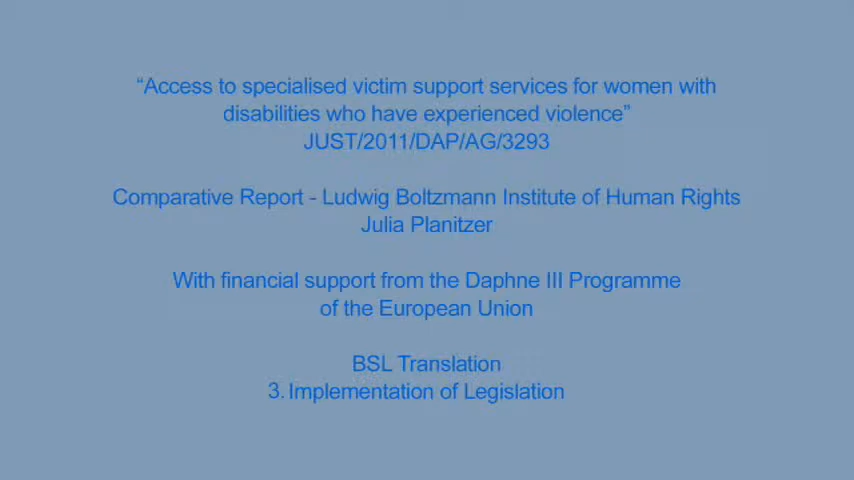 “Access to specialised victim support services for women with
disabilities who have experienced violence”
JUST/2011/DAP/AG/3293
Comparative Report - Ludwig Boltzmann Institute of Human Rights
Julia Planitzer
With financial support from the Daphne III Programme
of the European Union
BSL Translation
3. Implementation of Legislation